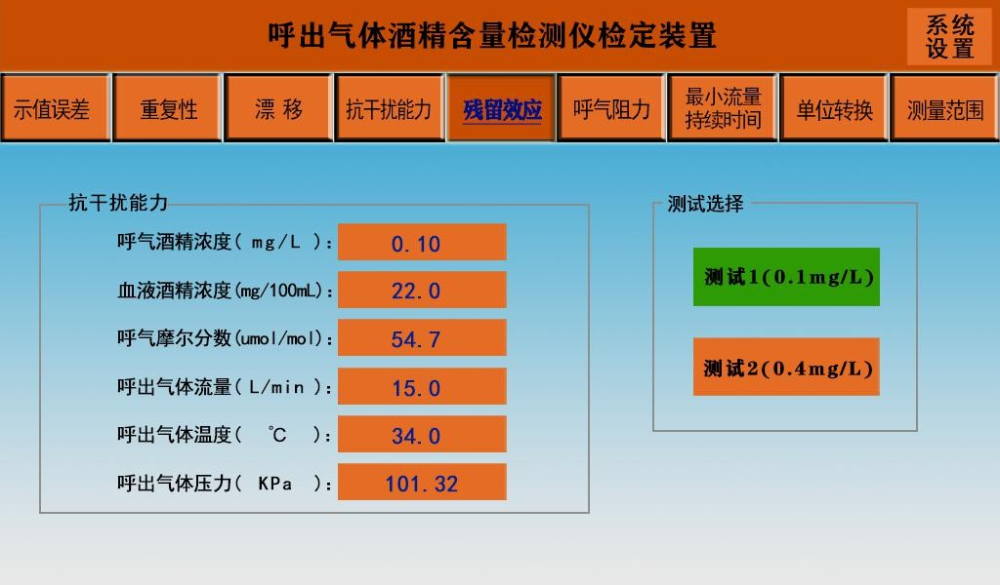 呼出气体酒精含量检测仪检定装置
系统
设置
示值误差
重复性
漂 移
抗干扰能力
残留效应
呼气阻力
最小流量
持续时间
单位转换
测量范围
抗干扰能力
呼气酒精浓度( mg/L ): 0.10
血液酒精浓度(mg/100mL): 22.0
呼气摩尔分数(umol/mol): 54.7
呼出气体流量( L/min ): 15.0
呼出气体温度( ℃ ): 34.0
呼出气体压力( KPa ): 101.32
测试选择
测试1(0.1mg/L)
测试2(0.4mg/L)